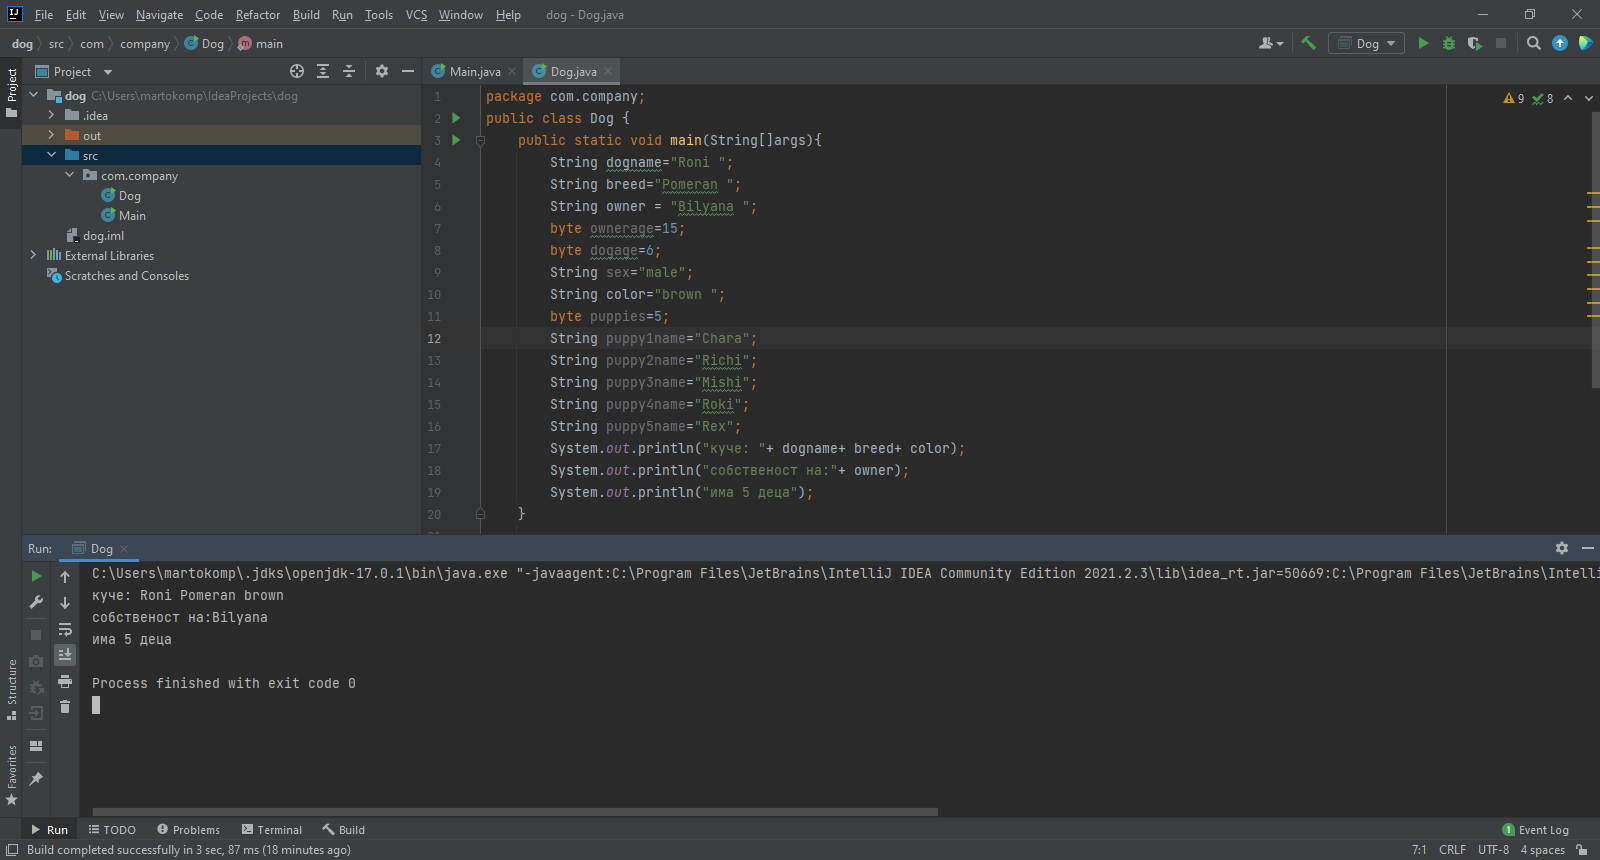 File Edit View Navigate Code Refactor Build Run Tools VCS Window Help dog - Dog.java
dog src com company Dog main
Dog
Project
Main.java Dog.java
Project
dog C:\Users\martokomp\IdeaProjects\dog
.idea
out
src
com.company
Dog
Main
dog.iml
External Libraries
Scratches and Consoles
9 8
1 package com.company;
2 public class Dog {
3 public static void main(String[]args){
4 String dogname="Roni ";
5 String breed="Pomeran ";
6 String owner = "Bilyana ";
7 byte ownerage=15;
8 byte dogage=6;
9 String sex="male";
10 String color="brown ";
11 byte puppies=5;
12 String puppy1name="Chara";
13 String puppy2name="Richi";
14 String puppy3name="Mishi";
15 String puppy4name="Roki";
16 String puppy5name="Rex";
17 System.out.println("куче: "+ dogname+ breed+ color);
18 System.out.println("собственост на:"+ owner);
19 System.out.println("има 5 деца");
20 }
Run: Dog
C:\Users\martokomp\.jdks\openjdk-17.0.1\bin\java.exe "-javaagent:C:\Program Files\JetBrains\IntelliJ IDEA Community Edition 2021.2.3\lib\idea_rt.jar=50669:C:\Program Files\JetBrains\Intelli
куче: Roni Pomeran brown
собственост на:Bilyana
има 5 деца
Process finished with exit code 0
Structure
Favorites
Run TODO Problems Terminal Build
1 Event Log
Build completed successfully in 3 sec, 87 ms (18 minutes ago)
7:1 CRLF UTF-8 4 spaces